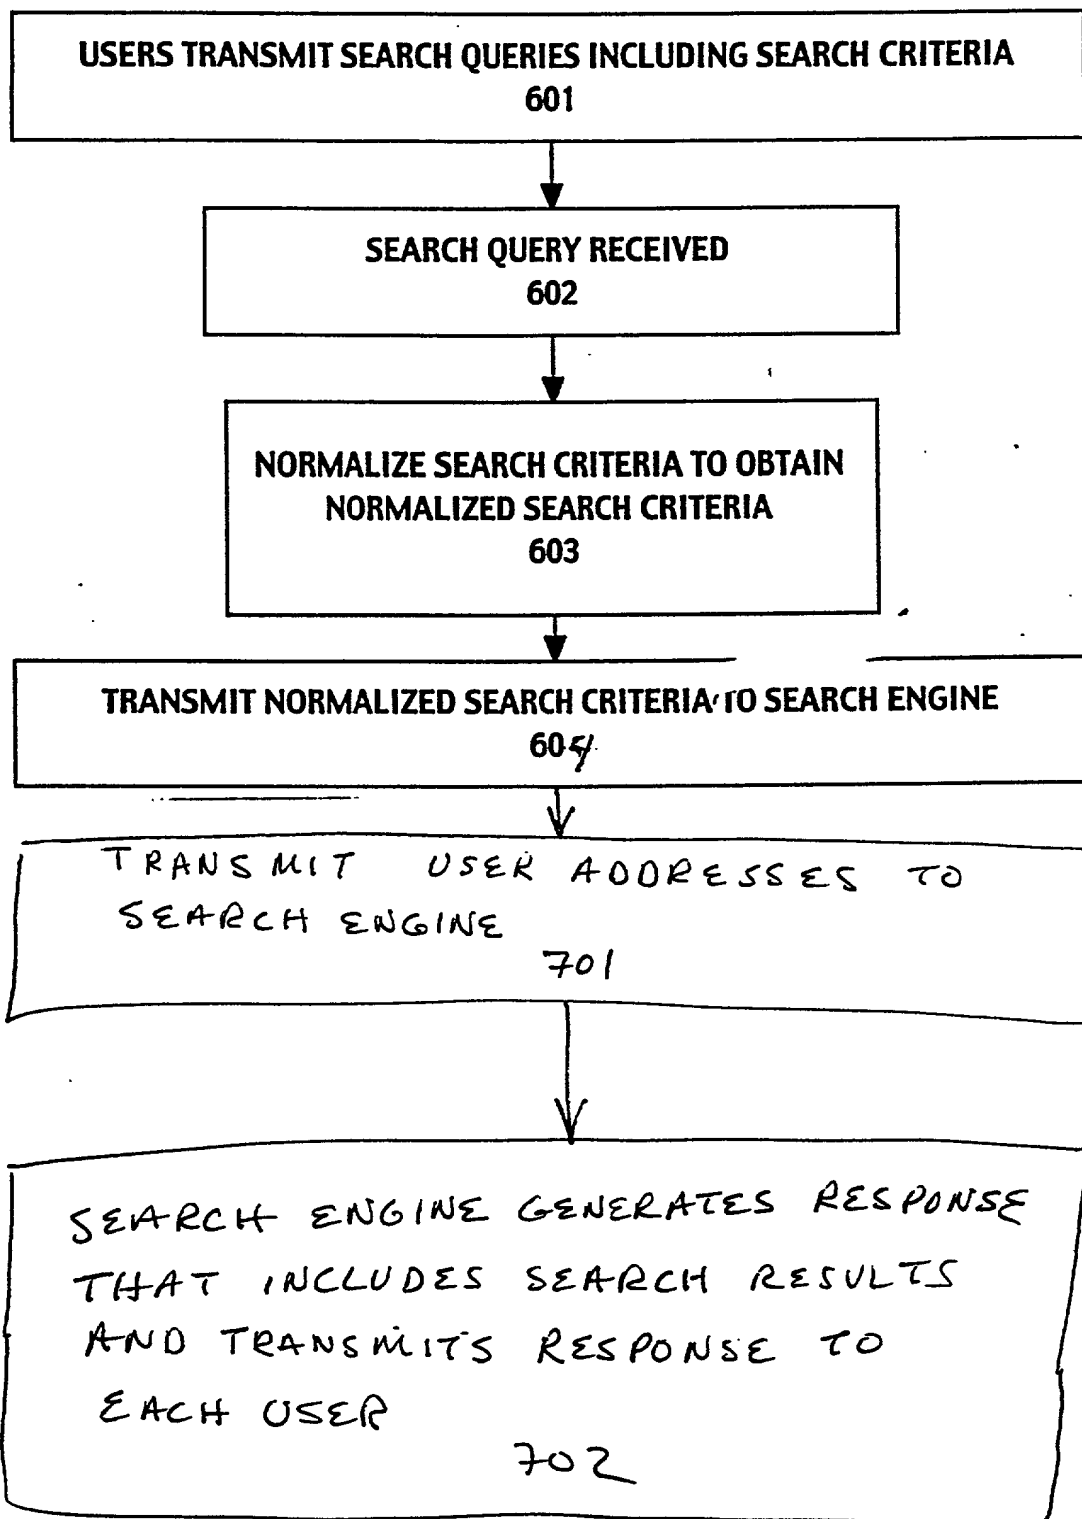 USERS TRANSMIT SEARCH QUERIES INCLUDING SEARCH CRITERIA
601
SEARCH QUERY RECEIVED
602
NORMALIZE SEARCH CRITERIA TO OBTAIN
NORMALIZED SEARCH CRITERIA
603
TRANSMIT NORMALIZED SEARCH CRITERIA TO SEARCH ENGINE
604
TRANSMIT USER ADDRESSES TO
SEARCH ENGINE
701
SEARCH ENGINE GENERATES RESPONSE
THAT INCLUDES SEARCH RESULTS
AND TRANSMITS RESPONSE TO
EACH USER
702